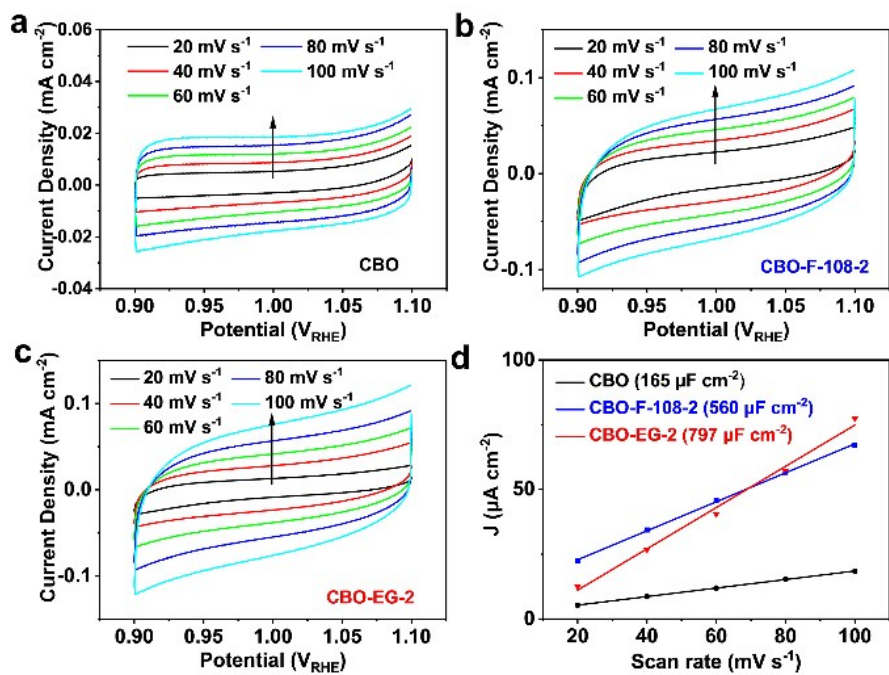 a
0.06
0.04
0.02
0.00
-0.02
-0.04
Current Density (mA cm⁻²)
20 mV s⁻¹
40 mV s⁻¹
60 mV s⁻¹
80 mV s⁻¹
100 mV s⁻¹
CBO
0.90 0.95 1.00 1.05 1.10
Potential (V_RHE)
b
0.1
0.0
-0.1
Current Density (mA cm⁻²)
20 mV s⁻¹
40 mV s⁻¹
60 mV s⁻¹
80 mV s⁻¹
100 mV s⁻¹
CBO-F-108-2
0.90 0.95 1.00 1.05 1.10
Potential (V_RHE)
c
0.1
0.0
-0.1
Current Density (mA cm⁻²)
20 mV s⁻¹
40 mV s⁻¹
60 mV s⁻¹
80 mV s⁻¹
100 mV s⁻¹
CBO-EG-2
0.90 0.95 1.00 1.05 1.10
Potential (V_RHE)
d
100
50
0
J (µA cm⁻²)
CBO (165 µF cm⁻²)
CBO-F-108-2 (560 µF cm⁻²)
CBO-EG-2 (797 µF cm⁻²)
20 40 60 80 100
Scan rate (mV s⁻¹)